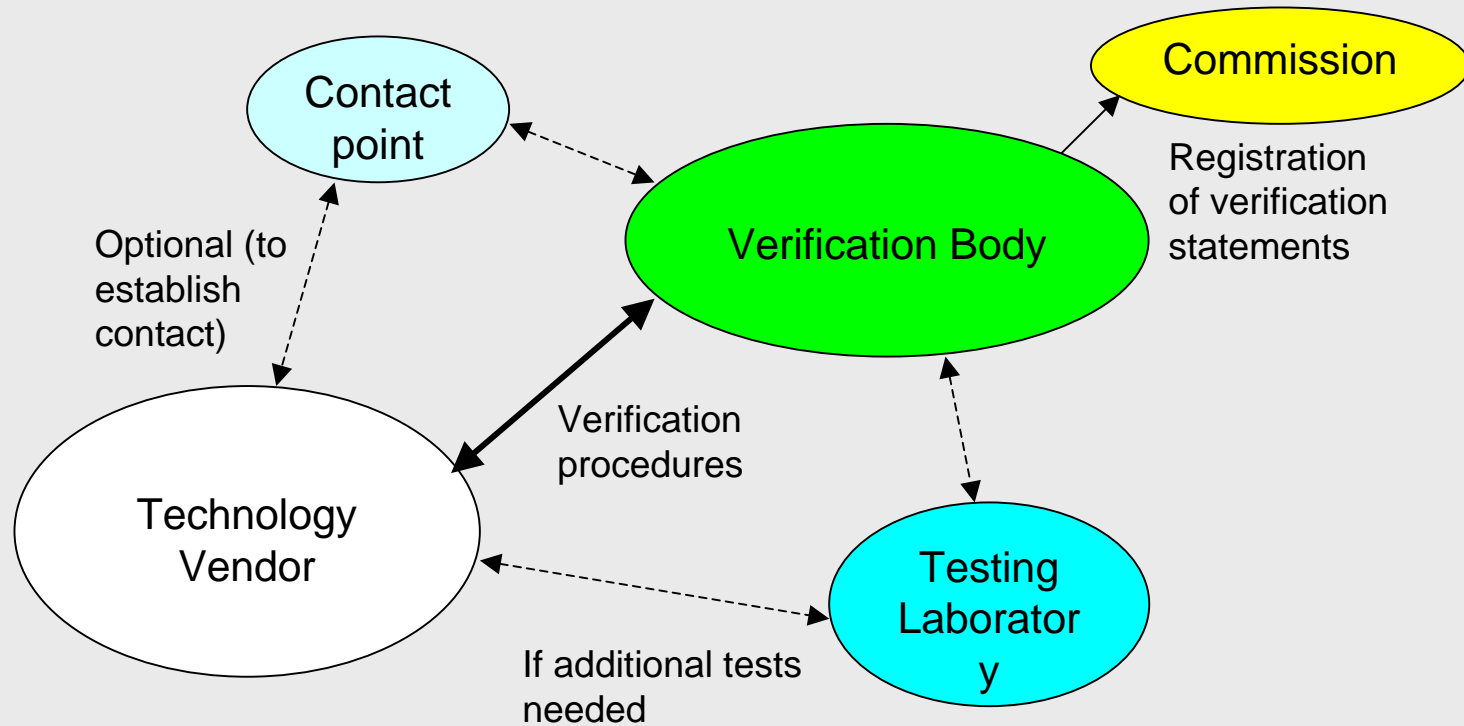 Contact
point
Commission
Registration
of verification
statements
Verification Body
Optional (to
establish
contact)
Verification
procedures
Technology
Vendor
Testing
Laborator
y
If additional tests
needed